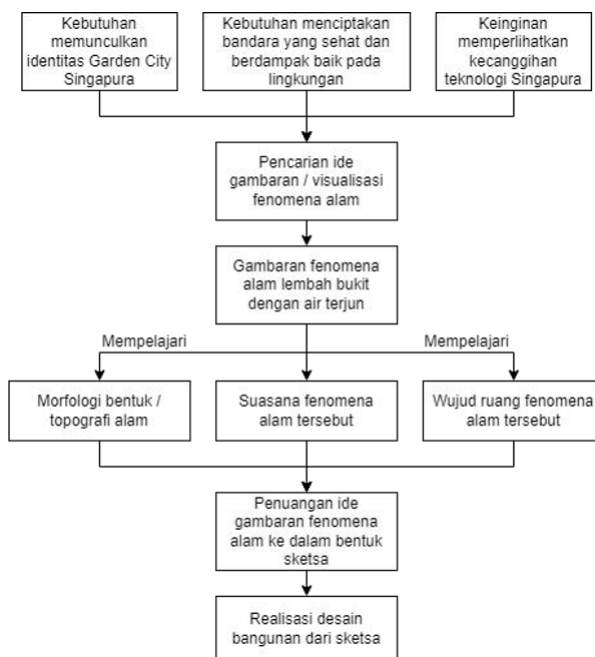 Kebutuhan
memunculkan
identitas Garden City
Singapura
Kebutuhan menciptakan
bandara yang sehat dan
berdampak baik pada
lingkungan
Keinginan
memperlihatkan
kecanggihan
teknologi Singapura
Pencarian ide
gambaran / visualisasi
fenomena alam
Gambaran fenomena
alam lembah bukit
dengan air terjun
Mempelajari
Mempelajari
Morfologi bentuk /
topografi alam
Suasana fenomena
alam tersebut
Wujud ruang fenomena
alam tersebut
Penuangan ide
gambaran fenomena
alam ke dalam bentuk
sketsa
Realisasi desain
bangunan dari sketsa